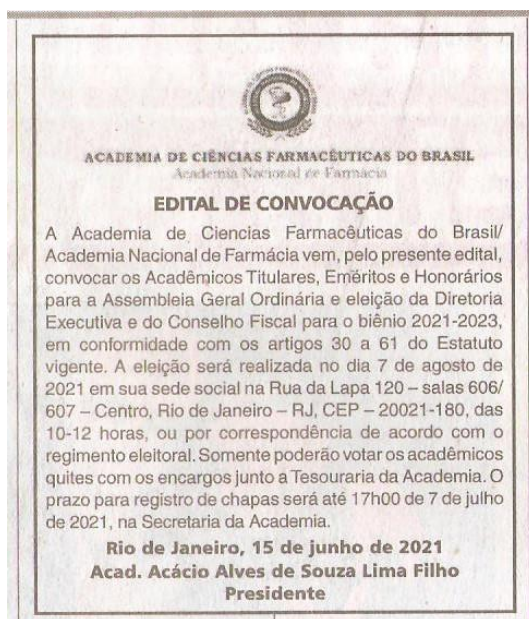 ACADEMIA DE CIÊNCIAS FARMACÊUTICAS DO BRASIL
Academia Nacional de Farmácia
EDITAL DE CONVOCAÇÃO
A Academia de Ciencias Farmacêuticas do Brasil/
Academia Nacional de Farmácia vem, pelo presente edital,
convocar os Acadêmicos Titulares, Eméritos e Honorários
para a Assembleia Geral Ordinária e eleição da Diretoria
Executiva e do Conselho Fiscal para o biênio 2021-2023,
em conformidade com os artigos 30 a 61 do Estatuto
vigente. A eleição será realizada no dia 7 de agosto de
2021 em sua sede social na Rua da Lapa 120 – salas 606/
607 – Centro, Rio de Janeiro – RJ, CEP – 20021-180, das
10-12 horas, ou por correspondência de acordo com o
regimento eleitoral. Somente poderão votar os acadêmicos
quites com os encargos junto a Tesouraria da Academia. O
prazo para registro de chapas será até 17h00 de 7 de julho
de 2021, na Secretaria da Academia.
Rio de Janeiro, 15 de junho de 2021
Acad. Acácio Alves de Souza Lima Filho
Presidente